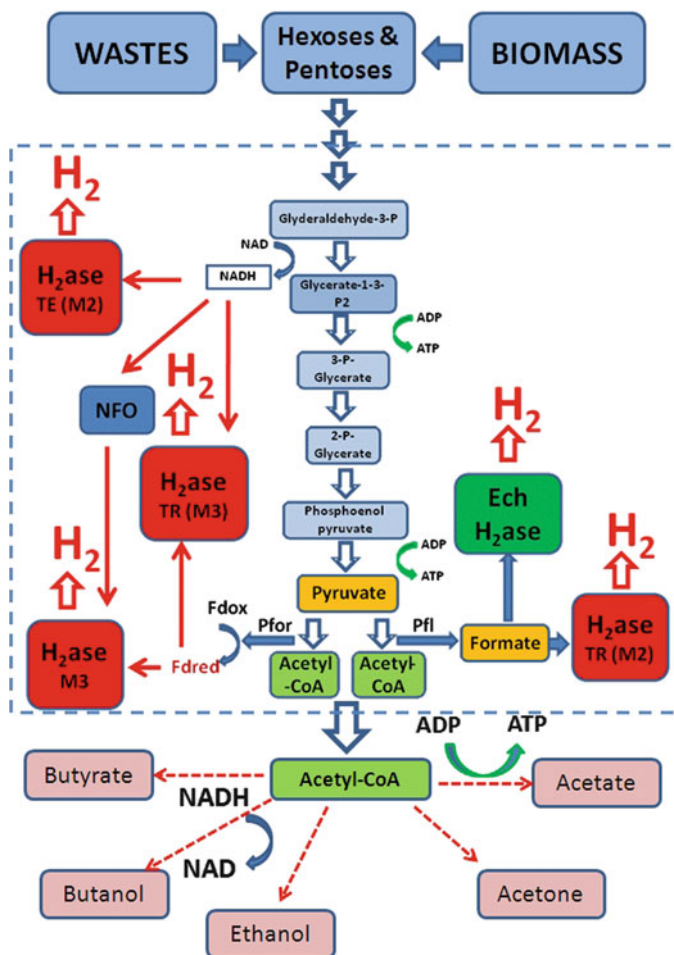 WASTES
Hexoses &
Pentoses
BIOMASS
H2
Glyderaldehyde-3-P
NAD
H2ase
TE (M2)
NADH
Glycerate-1-3-
P2
ADP
ATP
3-P-
Glycerate
H2
NFO
H2
2-P-
Glycerate
H2ase
TR (M3)
Ech
H2ase
Phosphoenol
pyruvate
H2
H2
ADP
ATP
Pyruvate
Fdox
Pfor
Pfl
H2ase
M3
Fdred
Acetyl
-CoA
Acetyl-
CoA
Formate
H2ase
TR (M2)
ADP
ATP
Butyrate
Acetyl-CoA
Acetate
NADH
NAD
Butanol
Acetone
Ethanol